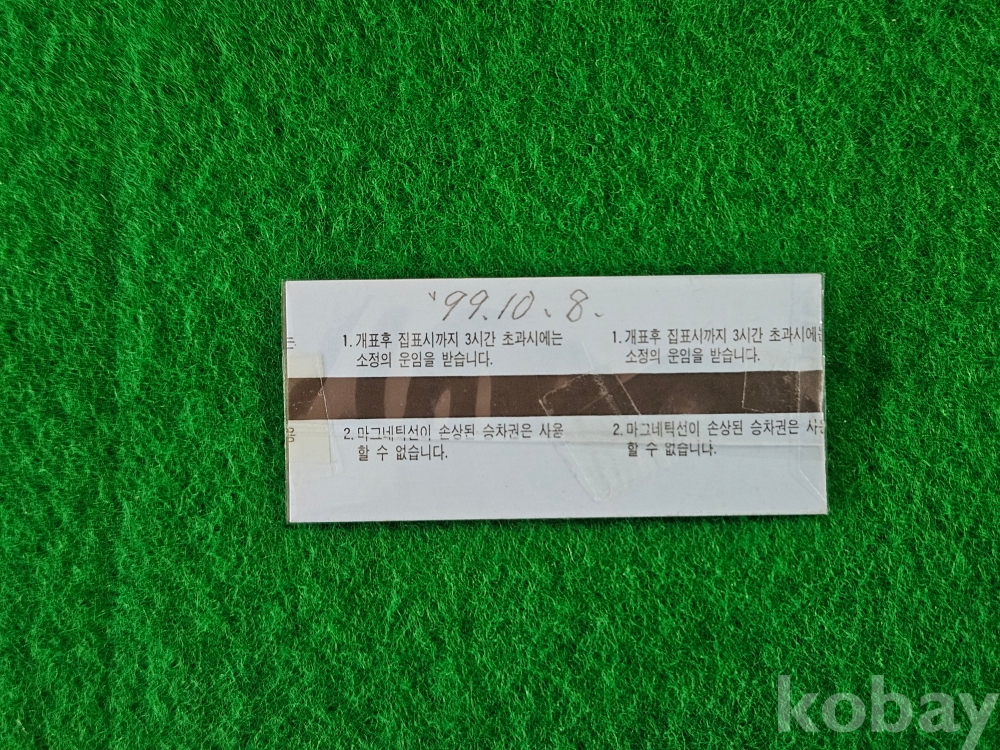 '99.10.8.
1. 개표후 집표시까지 3시간 초과시에는
소정의 운임을 받습니다.
2. 마그네틱선이 손상된 승차권은 사용
할 수 없습니다.
1. 개표후 집표시까지 3시간 초과시에는
소정의 운임을 받습니다.
2. 마그네틱선이 손상된 승차권은 사
할 수 없습니다.
kobay